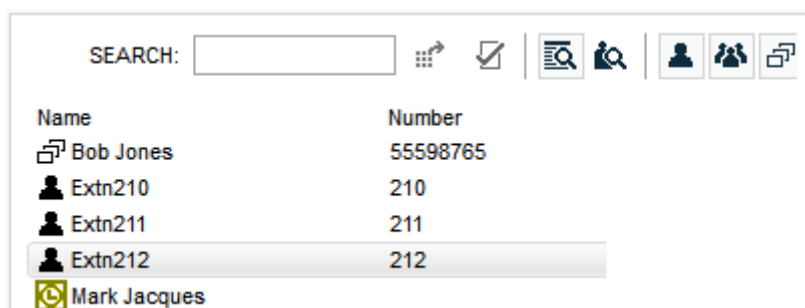 SEARCH:
Name Number
Bob Jones 55598765
Extn210 210
Extn211 211
Extn212 212
Mark Jacques